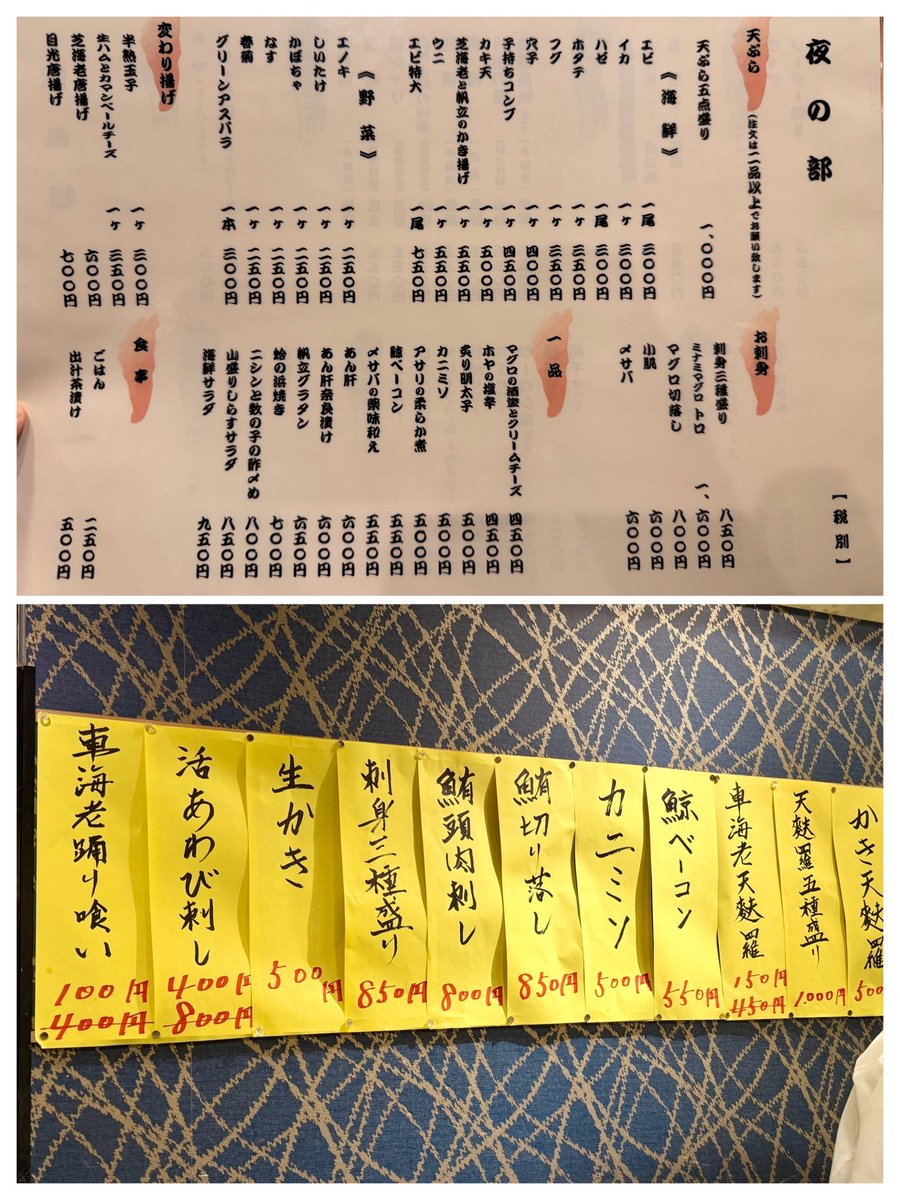 夜の部
【税別】
天ぷら(注文は二品以上でお願い致します)
天ぷら五点盛り 一、〇〇〇円
《海鮮》
エビ 一尾 三〇〇円
イカ 一ケ 三〇〇円
ハゼ 一尾 三五〇円
ホタテ 一ケ 三五〇円
フグ 一ケ 三五〇円
穴子 四〇〇円
子持ちコンブ 一ケ 四五〇円
カキ天 一ケ 五〇〇円
芝海老と帆立のかき揚げ 一ケ 五五〇円
ウニ 一ケ 五五〇円
エビ特大 一尾 七五〇円
《野菜》
エノキ 一ケ 一五〇円
しいたけ 一ケ 二五〇円
かぼちゃ 一ケ 二五〇円
なす 一ケ 二五〇円
春菊 一ケ 二五〇円
グリーンアスパラ 一本 三〇〇円
変わり揚げ
半熟玉子 一ケ 三〇〇円
生ハムとカマンベールチーズ 一ケ 三五〇円
芝海老唐揚げ 六〇〇円
目光唐揚げ 七〇〇円
お刺身
刺身三種盛り 八五〇円
ミナミマグロ トロ 一、六〇〇円
マグロ切落し 八〇〇円
小肌 六〇〇円
〆サバ 六〇〇円
一品
マグロの酒盗とクリームチーズ 四五〇円
ホヤの塩辛 四五〇円
炙り明太子 五〇〇円
カニミソ 五〇〇円
アサリの柔らか煮 五〇〇円
鯨ベーコン 五五〇円
〆サバの薬味和え 五五〇円
あん肝 六〇〇円
あん肝奈良漬け 六〇〇円
帆立グラタン 六五〇円
蛤の浜焼き 七〇〇円
ニシンと数の子の酢〆め 八〇〇円
山盛りしらすサラダ 八五〇円
海鮮サラダ 九五〇円
食事
ごはん 二五〇円
出汁茶漬け 五〇〇円
かき天麩羅 500
天麩羅五種盛り 1,000円
車海老天麩羅 150円 450円
鯨ベーコン 550円
カニミソ 500円
鮪切り落し 850円
鮪頭肉刺し 800円
刺身三種盛り 850円
生かき 500円
活あわび刺し 400円 800円
車海老踊り喰い 100円 400円